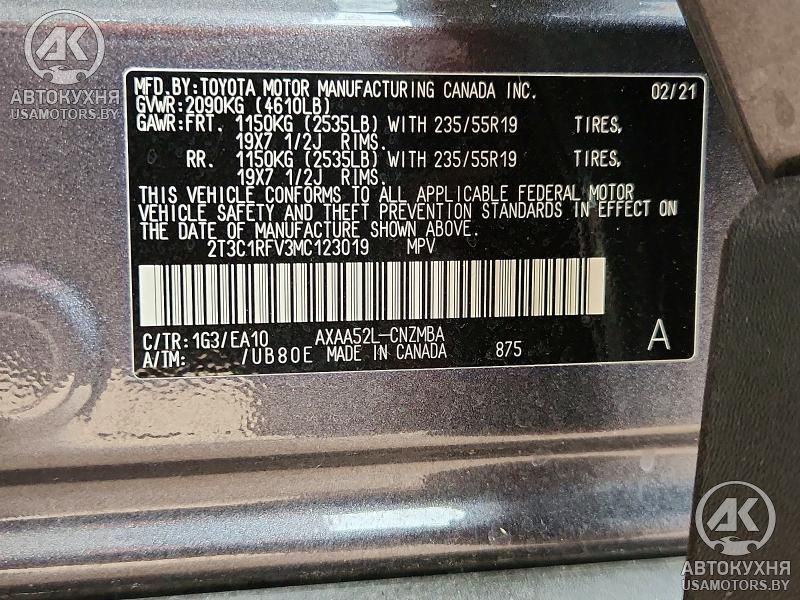 AK
АВТОКУХНЯ
USAMOTORS.BY
MFD.BY:TOYOTA MOTOR MANUFACTURING CANADA INC. 02/21
GVWR:2090KG (4610LB)
GAWR:FRT. 1150KG (2535LB) WITH 235/55R19 TIRES,
19X7 1/2J RIMS.
RR. 1150KG (2535LB) WITH 235/55R19 TIRES,
19X7 1/2J RIMS.
THIS VEHICLE CONFORMS TO ALL APPLICABLE FEDERAL MOTOR
VEHICLE SAFETY AND THEFT PREVENTION STANDARDS IN EFFECT ON
THE DATE OF MANUFACTURE SHOWN ABOVE.
2T3C1RFV3MC123019 MPV
C/TR:1G3/EA10 AXAA52L-CNZMBA A
A/TM: /UB80E MADE IN CANADA 875
AK
АВТОКУХНЯ
USAMOTORS.BY